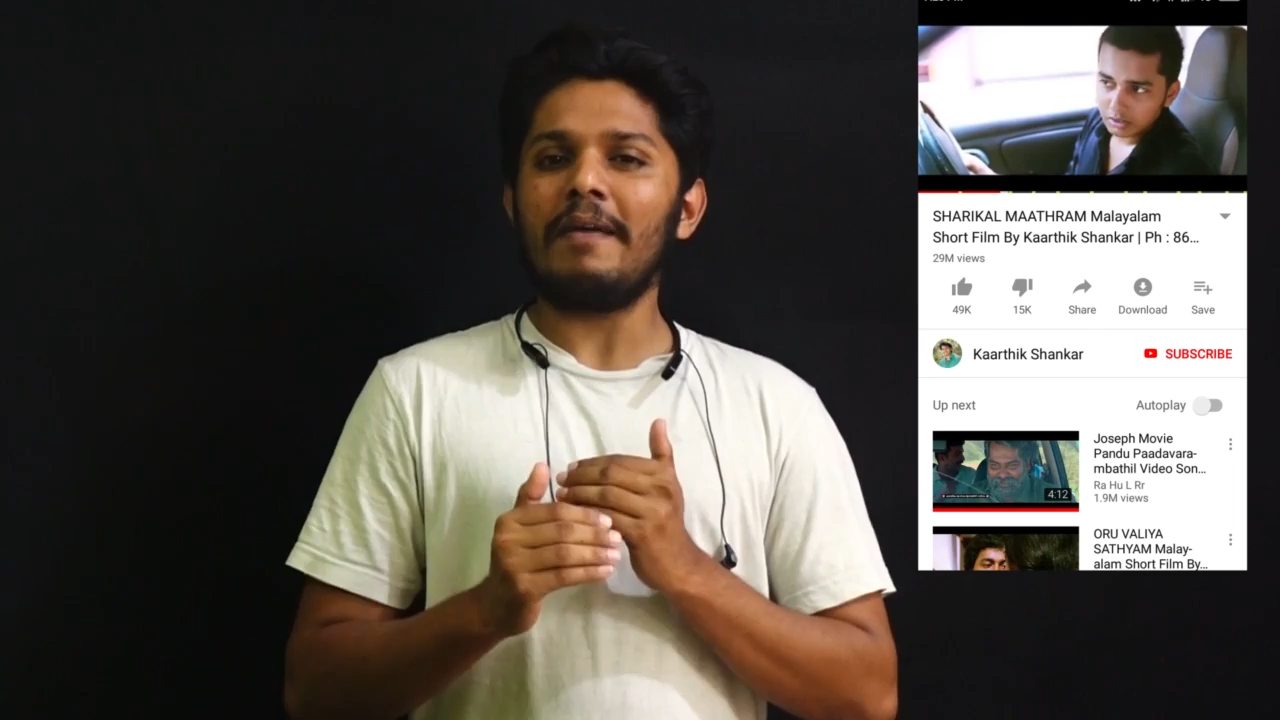 SHARIKAL MAATHRAM Malayalam
Short Film By Kaarthik Shankar | Ph : 86...
29M views
49K
15K
Share
Download
Save
Kaarthik Shankar
SUBSCRIBE
Up next
Autoplay
Joseph Movie
Pandu Paadavara-
mbathil Video Son...
Ra Hu L Rr
1.9M views
4:12
ORU VALIYA
SATHYAM Malay-
alam Short Film By...